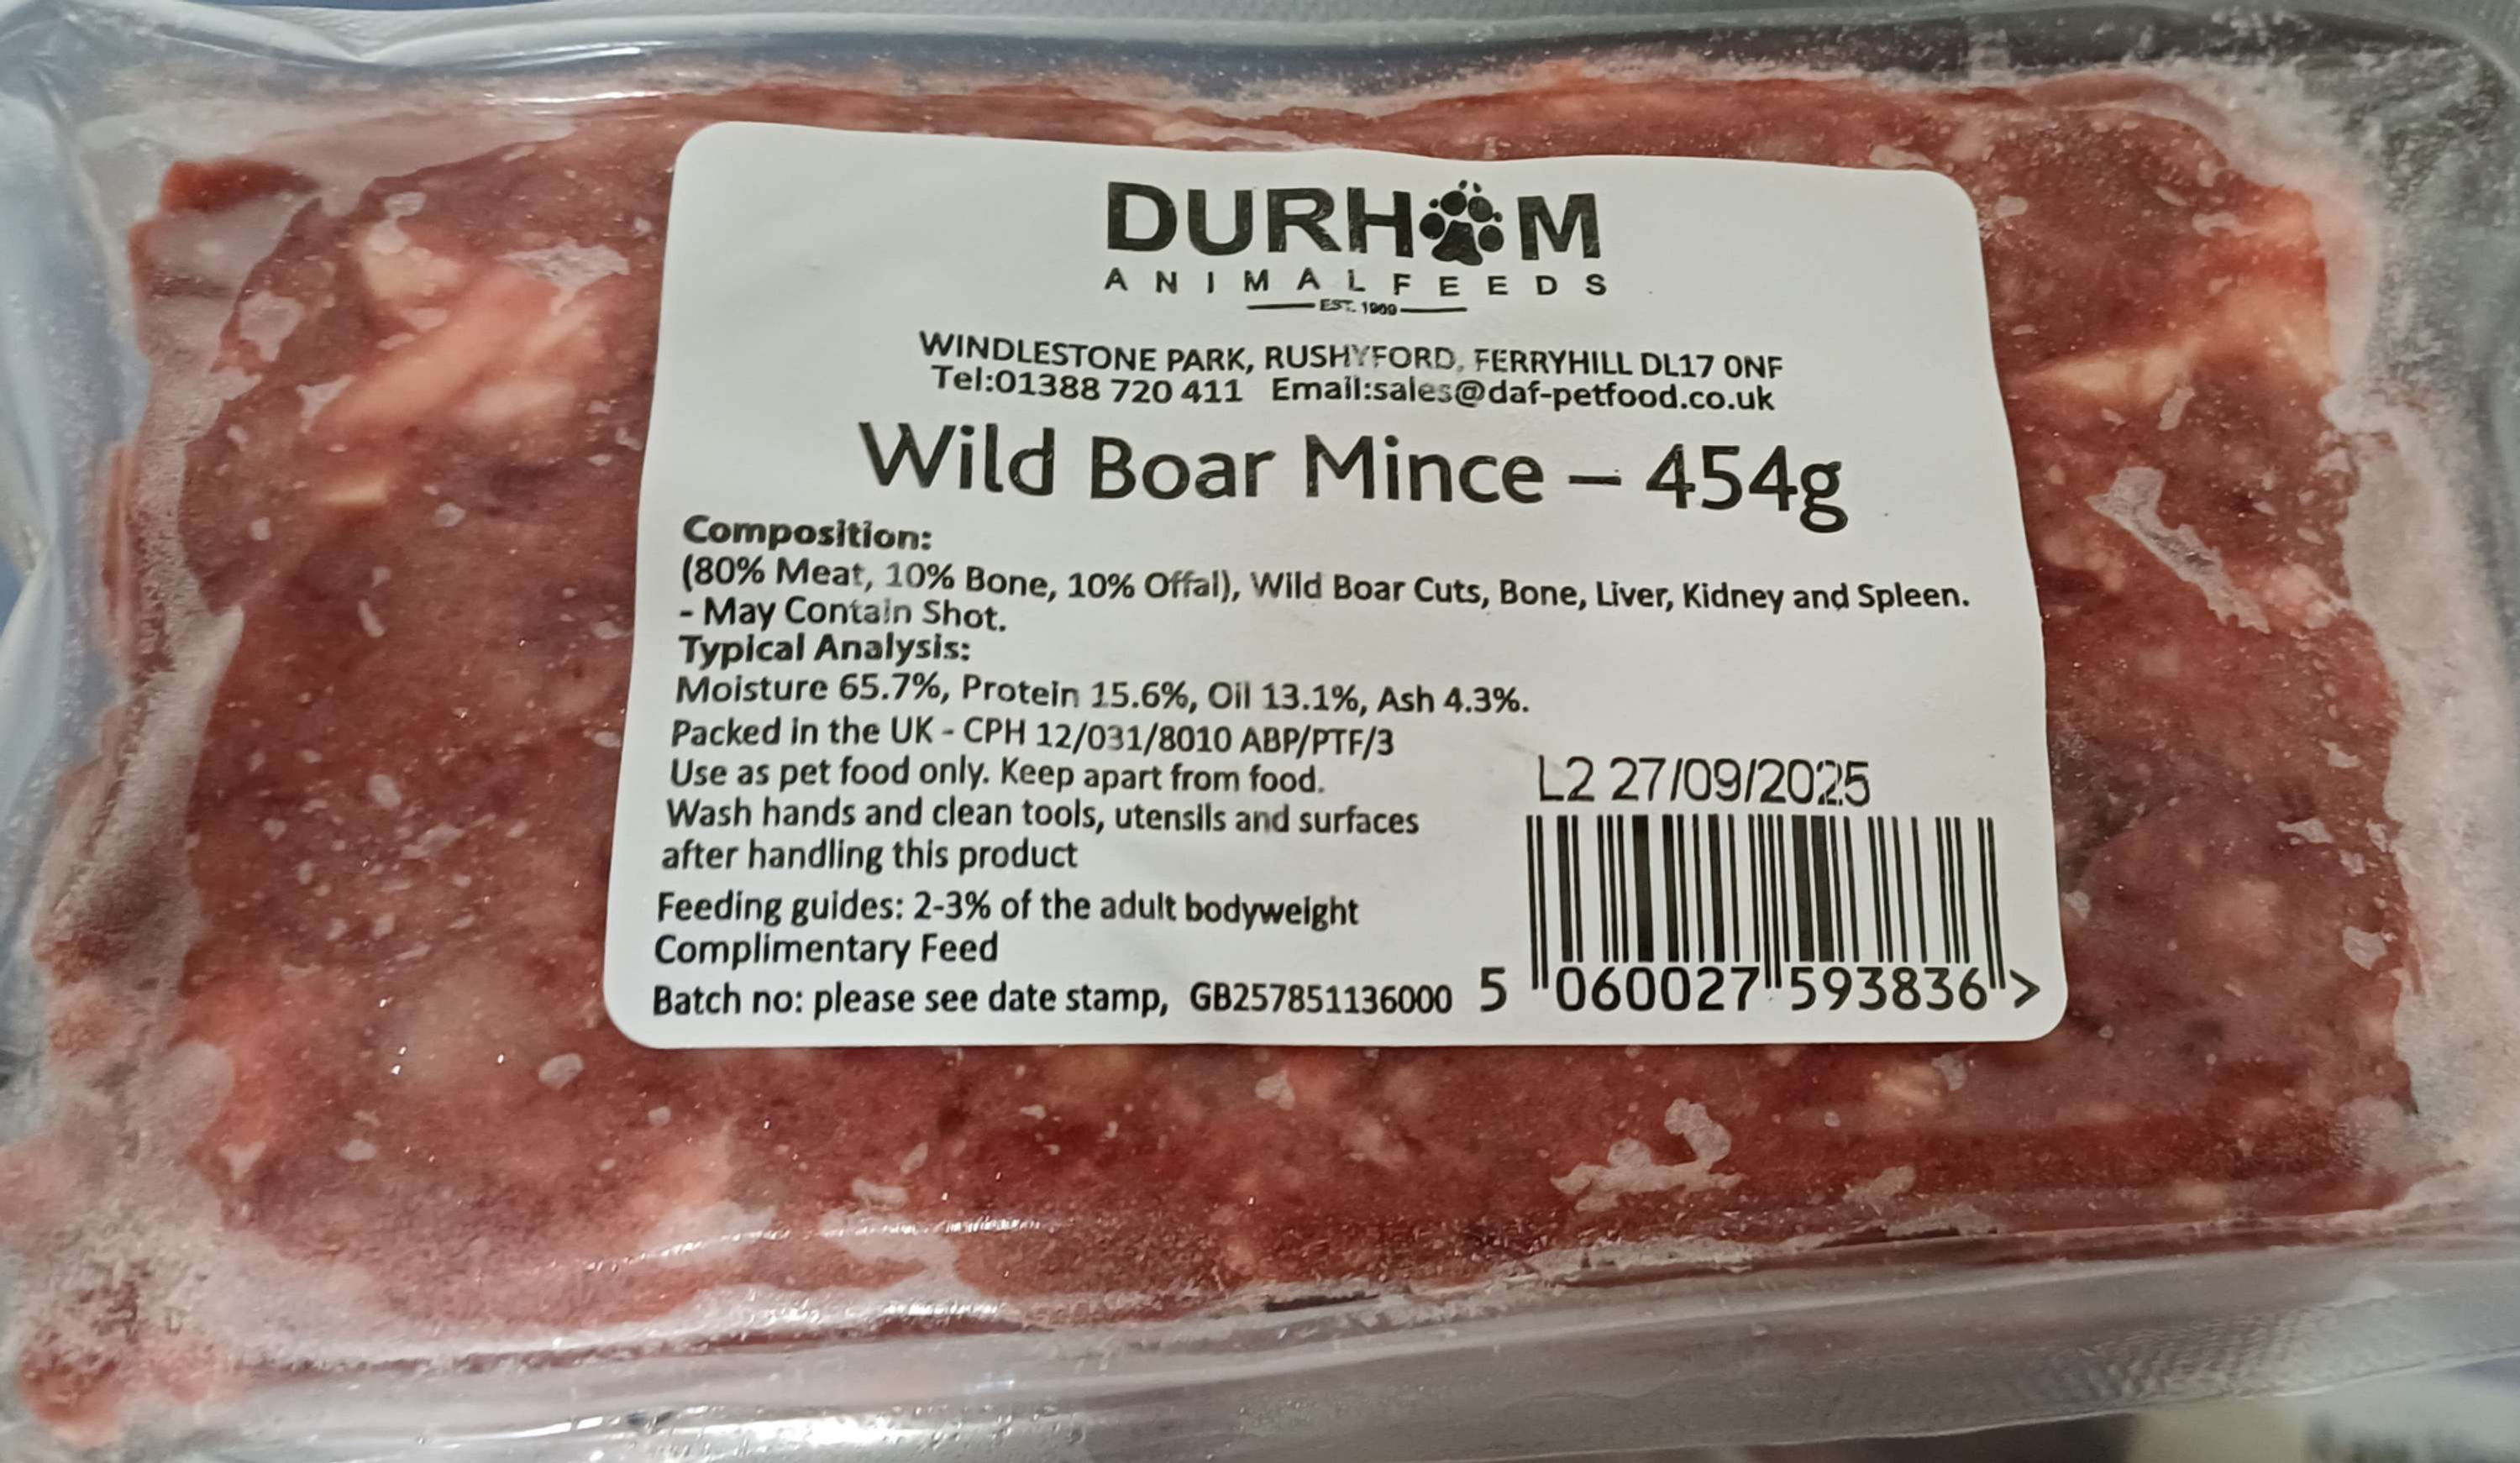 DURHAM
ANIMAL FEEDS
EST. 1909
WINDLESTONE PARK, RUSHYFORD, FERRYHILL DL17 0NF
Tel:01388 720 411 Email:sales@daf-petfood.co.uk
Wild Boar Mince – 454g
Composition:
(80% Meat, 10% Bone, 10% Offal), Wild Boar Cuts, Bone, Liver, Kidney and Spleen.
- May Contain Shot.
Typical Analysis:
Moisture 65.7%, Protein 15.6%, Oil 13.1%, Ash 4.3%.
Packed in the UK - CPH 12/031/8010 ABP/PTF/3
Use as pet food only. Keep apart from food.
Wash hands and clean tools, utensils and surfaces
after handling this product
Feeding guides: 2-3% of the adult bodyweight
Complimentary Feed
Batch no: please see date stamp, GB257851136000
L2 27/09/2025
5 060027 593836 >